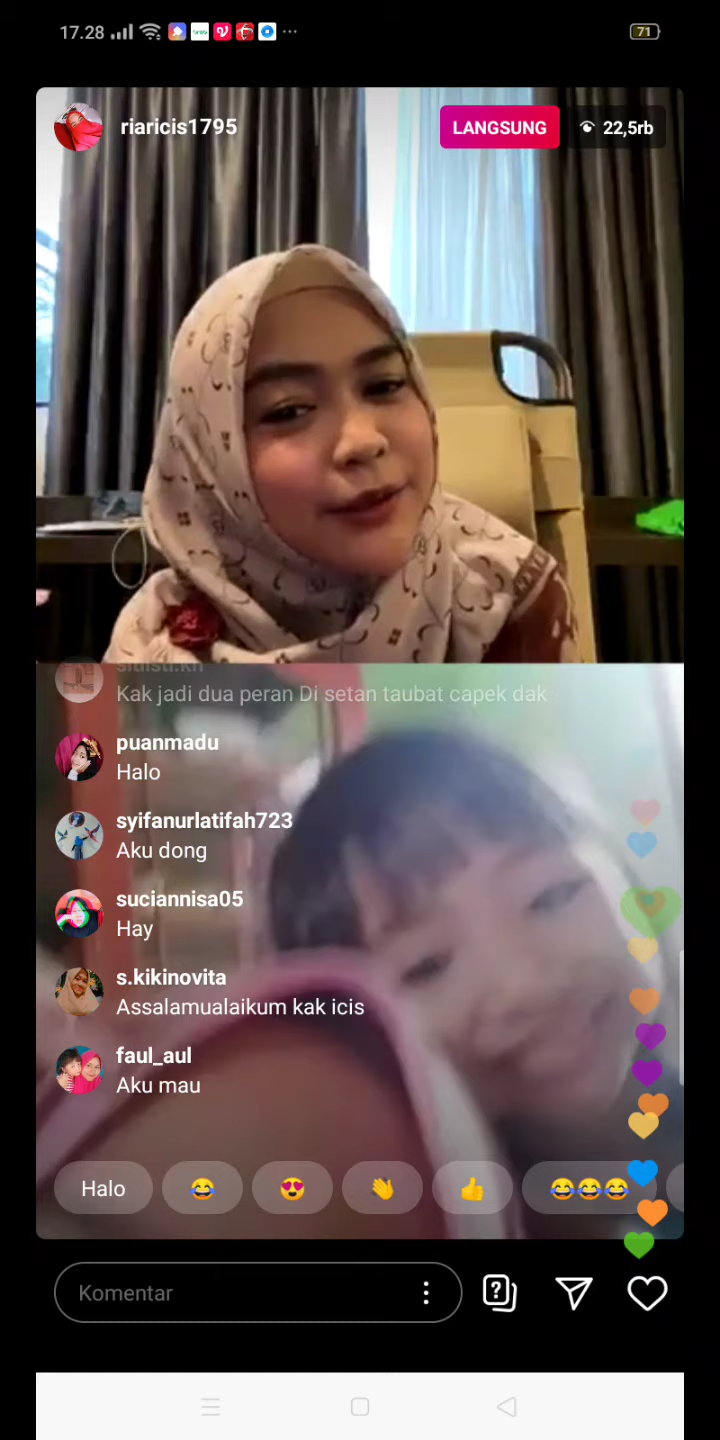 17.28
71
riaricis1795
LANGSUNG
22,5rb
Kak jadi dua peran Di setan taubat capek dak
puanmadu
Halo
syifanurlatifah723
Aku dong
suciannisa05
Hay
s.kikinovita
Assalamualaikum kak icis
faul_aul
Aku mau
Halo
Komentar